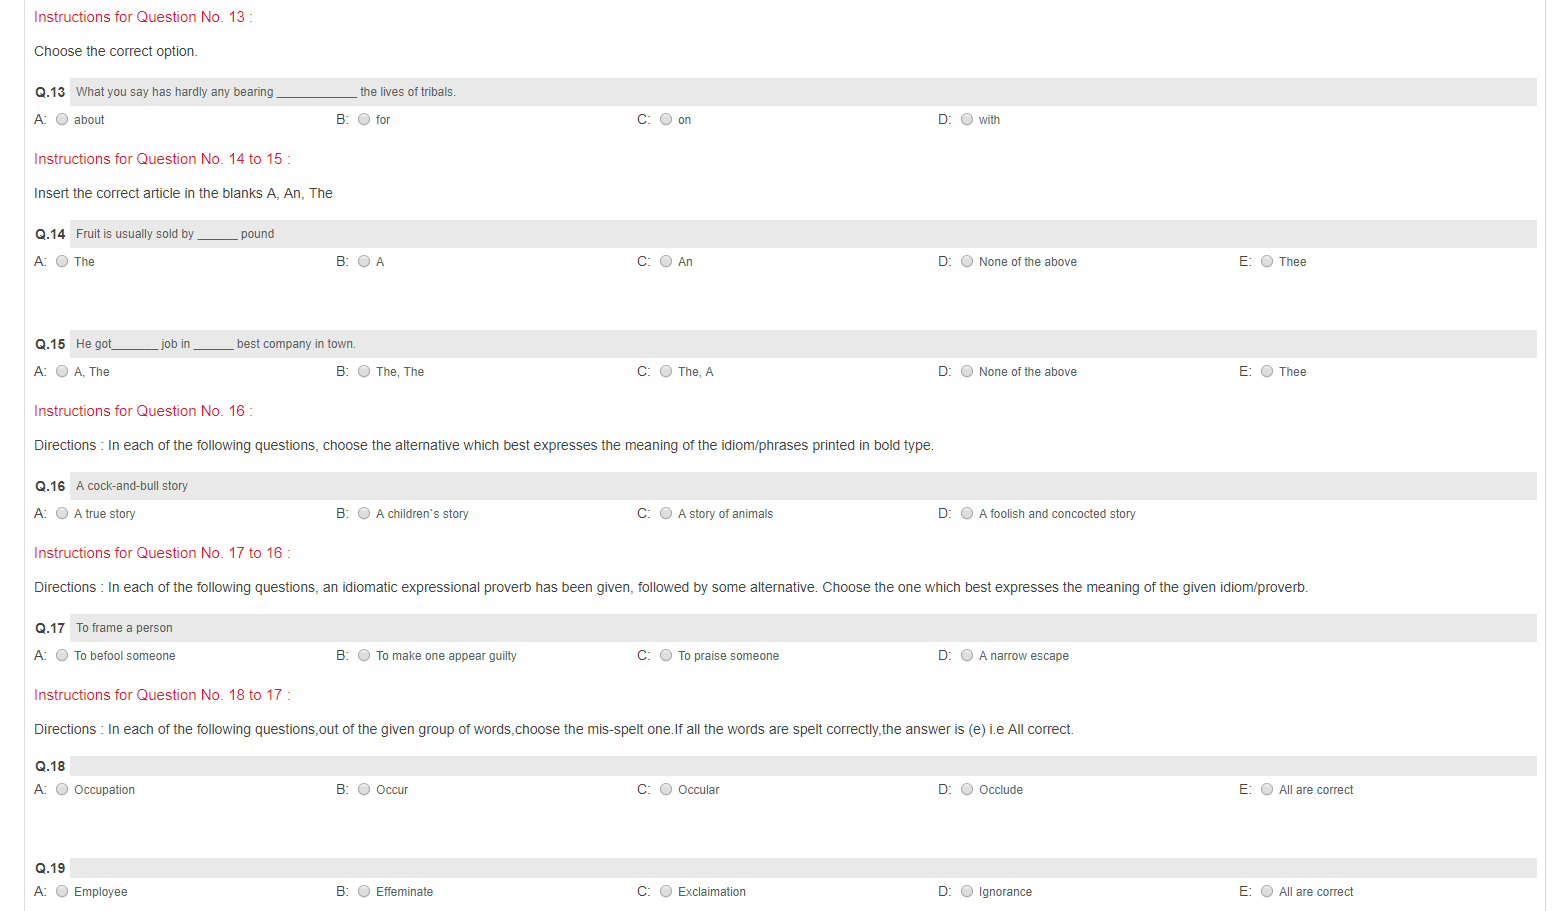 Instructions for Question No. 13 :
Choose the correct option.
Q.13 What you say has hardly any bearing ____________ the lives of tribals.
A: about B: for C: on D: with
Instructions for Question No. 14 to 15 :
Insert the correct article in the blanks A, An, The
Q.14 Fruit is usually sold by ______ pound
A: The B: A C: An D: None of the above E: Thee
Q.15 He got_______ job in ______ best company in town.
A: A, The B: The, The C: The, A D: None of the above E: Thee
Instructions for Question No. 16 :
Directions : In each of the following questions, choose the alternative which best expresses the meaning of the idiom/phrases printed in bold type.
Q.16 A cock-and-bull story
A: A true story B: A children`s story C: A story of animals D: A foolish and concocted story
Instructions for Question No. 17 to 16 :
Directions : In each of the following questions, an idiomatic expressional proverb has been given, followed by some alternative. Choose the one which best expresses the meaning of the given idiom/proverb.
Q.17 To frame a person
A: To befool someone B: To make one appear guilty C: To praise someone D: A narrow escape
Instructions for Question No. 18 to 17 :
Directions : In each of the following questions,out of the given group of words,choose the mis-spelt one.If all the words are spelt correctly,the answer is (e) i.e All correct.
Q.18
A: Occupation B: Occur C: Occular D: Occlude E: All are correct
Q.19
A: Employee B: Effeminate C: Exclaimation D: Ignorance E: All are correct